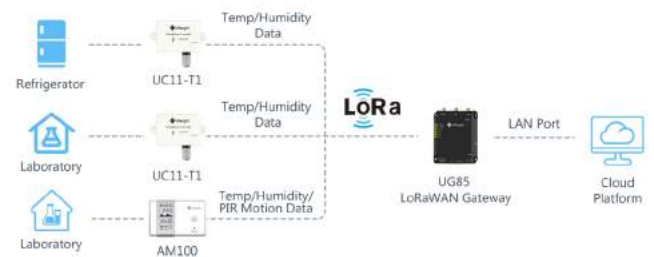 Temp/Humidity
Data
Refrigerator
UC11-T1
Temp/Humidity
Data
LoRa
LAN Port
Laboratory
UC11-T1
UG85
LoRaWAN Gateway
Cloud
Platform
Temp/Humidity/
PIR Motion Data
Laboratory
AM100